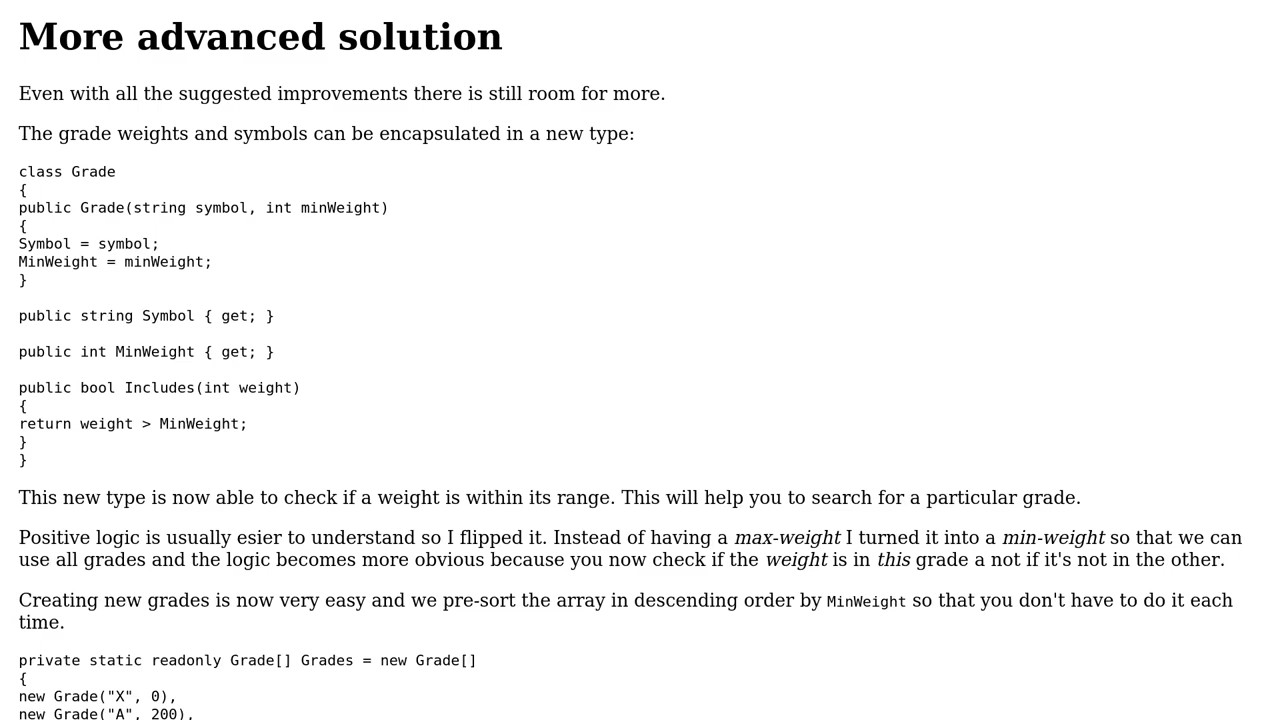 More advanced solution
Even with all the suggested improvements there is still room for more.
The grade weights and symbols can be encapsulated in a new type:
class Grade
{
public Grade(string symbol, int minWeight)
{
Symbol = symbol;
MinWeight = minWeight;
}
public string Symbol { get; }
public int MinWeight { get; }
public bool Includes(int weight)
{
return weight > MinWeight;
}
}
This new type is now able to check if a weight is within its range. This will help you to search for a particular grade.
Positive logic is usually esier to understand so I flipped it. Instead of having a max-weight I turned it into a min-weight so that we can
use all grades and the logic becomes more obvious because you now check if the weight is in this grade a not if it's not in the other.
Creating new grades is now very easy and we pre-sort the array in descending order by MinWeight so that you don't have to do it each
time.
private static readonly Grade[] Grades = new Grade[]
{
new Grade("X", 0),
new Grade("A", 200),